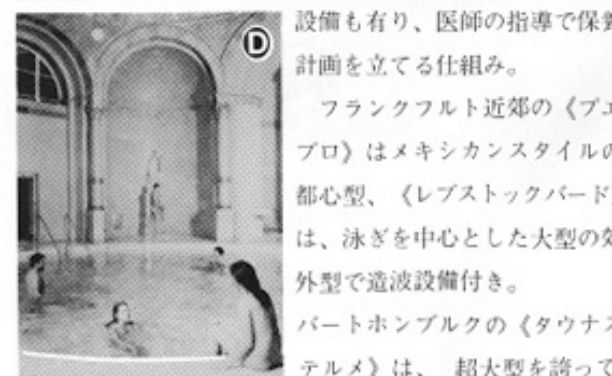 D
設備も有り、医師の指導で保養
計画を立てる仕組み。
フランクフルト近郊の《プエ
ブロ》はメキシカンスタイルの
都心型、《レブストックバード
は、泳ぎを中心とした大型の郊
外型で造波設備付き。
バートホンブルクの《タウナス
テルメ》は、 超大型を誇って